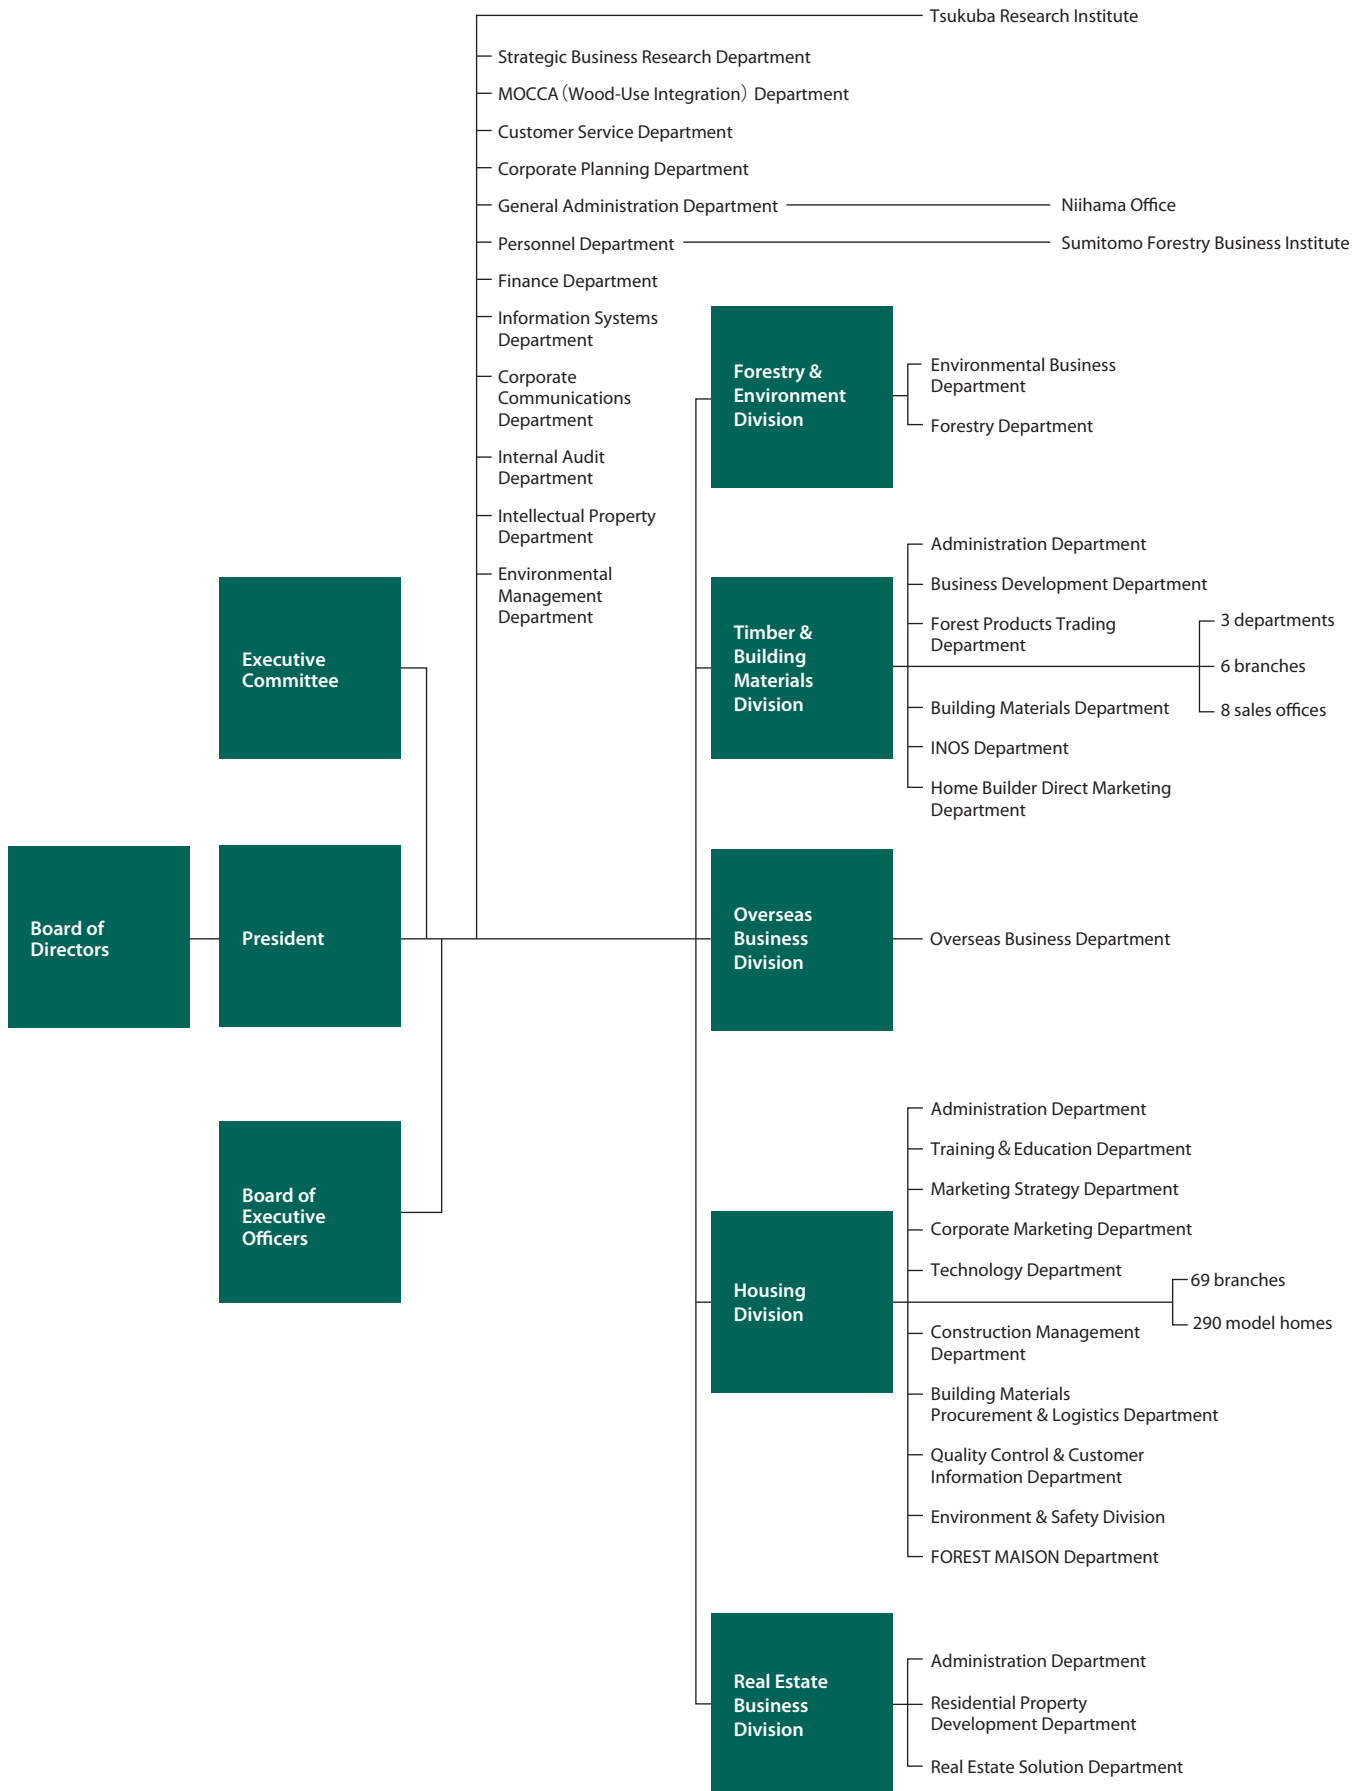 Tsukuba Research Institute
Strategic Business Research Department
MOCCA（Wood-Use Integration）Department
Customer Service Department
Corporate Planning Department
General Administration Department
Niihama Office
Personnel Department
Sumitomo Forestry Business Institute
Finance Department
Information Systems
Department
Corporate
Communications
Department
Internal Audit
Department
Intellectual Property
Department
Environmental
Management
Department
Forestry &
Environment
Division
Environmental Business
Department
Forestry Department
Timber &
Building
Materials
Division
Administration Department
Business Development Department
Forest Products Trading
Department
3 departments
6 branches
8 sales offices
Building Materials Department
INOS Department
Home Builder Direct Marketing
Department
Executive
Committee
Board of
Directors
President
Overseas
Business
Division
Overseas Business Department
Board of
Executive
Officers
Housing
Division
Administration Department
Training＆Education Department
Marketing Strategy Department
Corporate Marketing Department
Technology Department
69 branches
290 model homes
Construction Management
Department
Building Materials
Procurement & Logistics Department
Quality Control & Customer
Information Department
Environment & Safety Division
FOREST MAISON Department
Real Estate
Business
Division
Administration Department
Residential Property
Development Department
Real Estate Solution Department